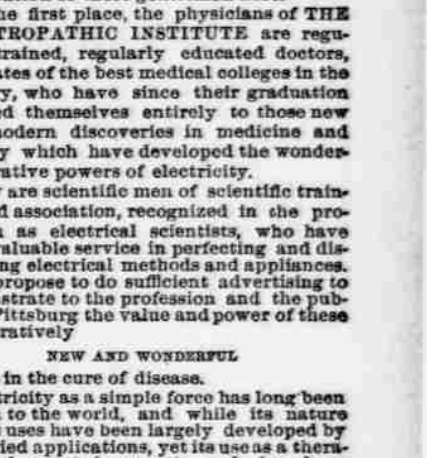 he first place, the physicians of THE
TROPATHIC INSTITUTE are regu-
trained, regularly educated doctors,
tes of the best medical colleges in the
y, who have since their graduation
d themselves entirely to those new
modern discoveries in medicine and
y which have developed the wonder-
rative powers of electricity.
are scientific men of scientific train-
d association, recognized in the pro-
as electrical scientists, who have
valuable service in perfecting and dis-
ng electrical methods and appliances.
propose to do sufficient advertising to
strate to the profession and the pub-
Pittsburg the value and power of these
ratively
NEW AND WONDERFUL
in the cure of disease.
tricity as a simple force has long been
to the world, and while its nature
uses have been largely developed by
ied applications, yet its use as a thera-